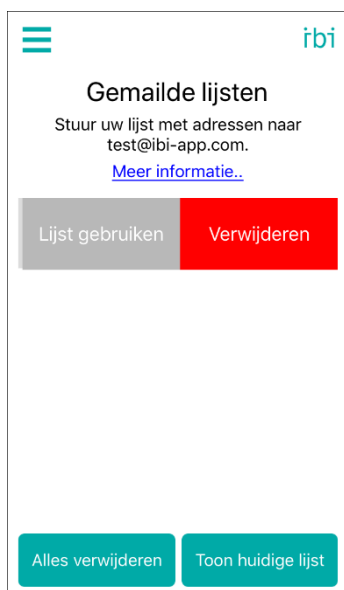 ibi
Gemailde lijsten
Stuur uw lijst met adressen naar
test@ibi-app.com.
Meer informatie..
Lijst gebruiken Verwijderen
Alles verwijderen Toon huidige lijst